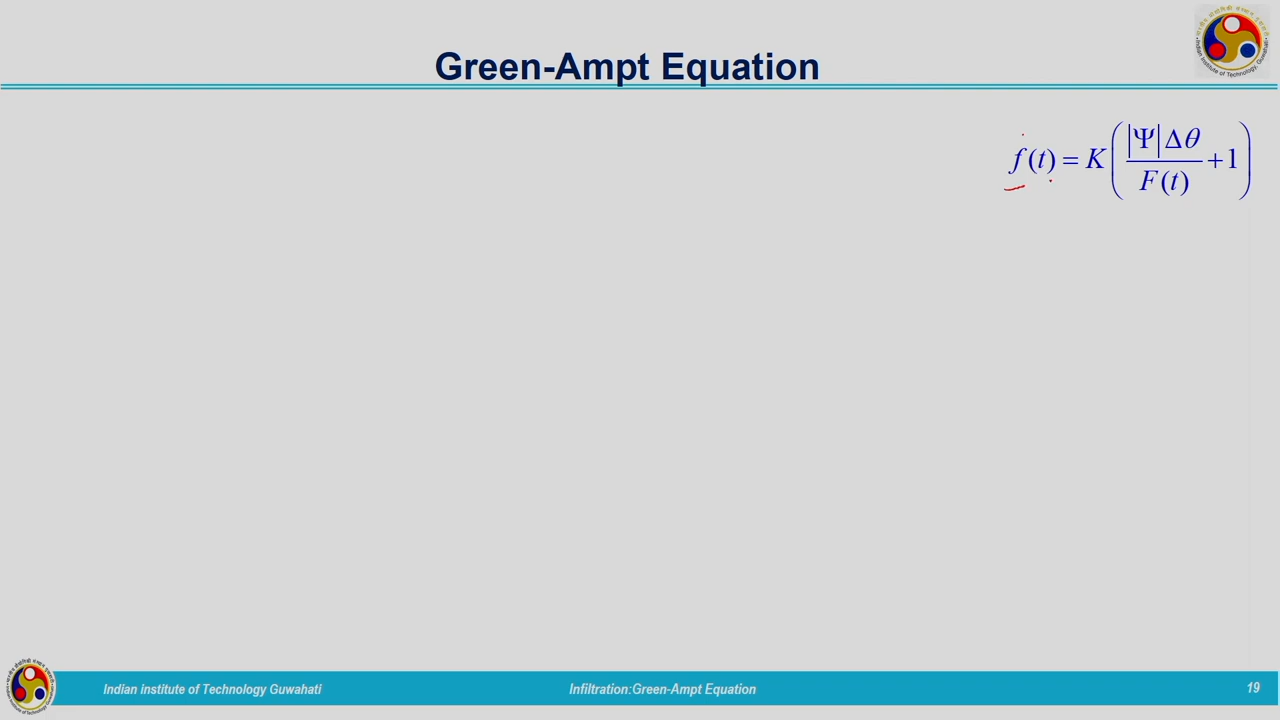 Green-Ampt Equation
f(t) = K(|Ψ|Δθ / F(t) + 1)
Indian institute of Technology Guwahati
Infiltration:Green-Ampt Equation
19